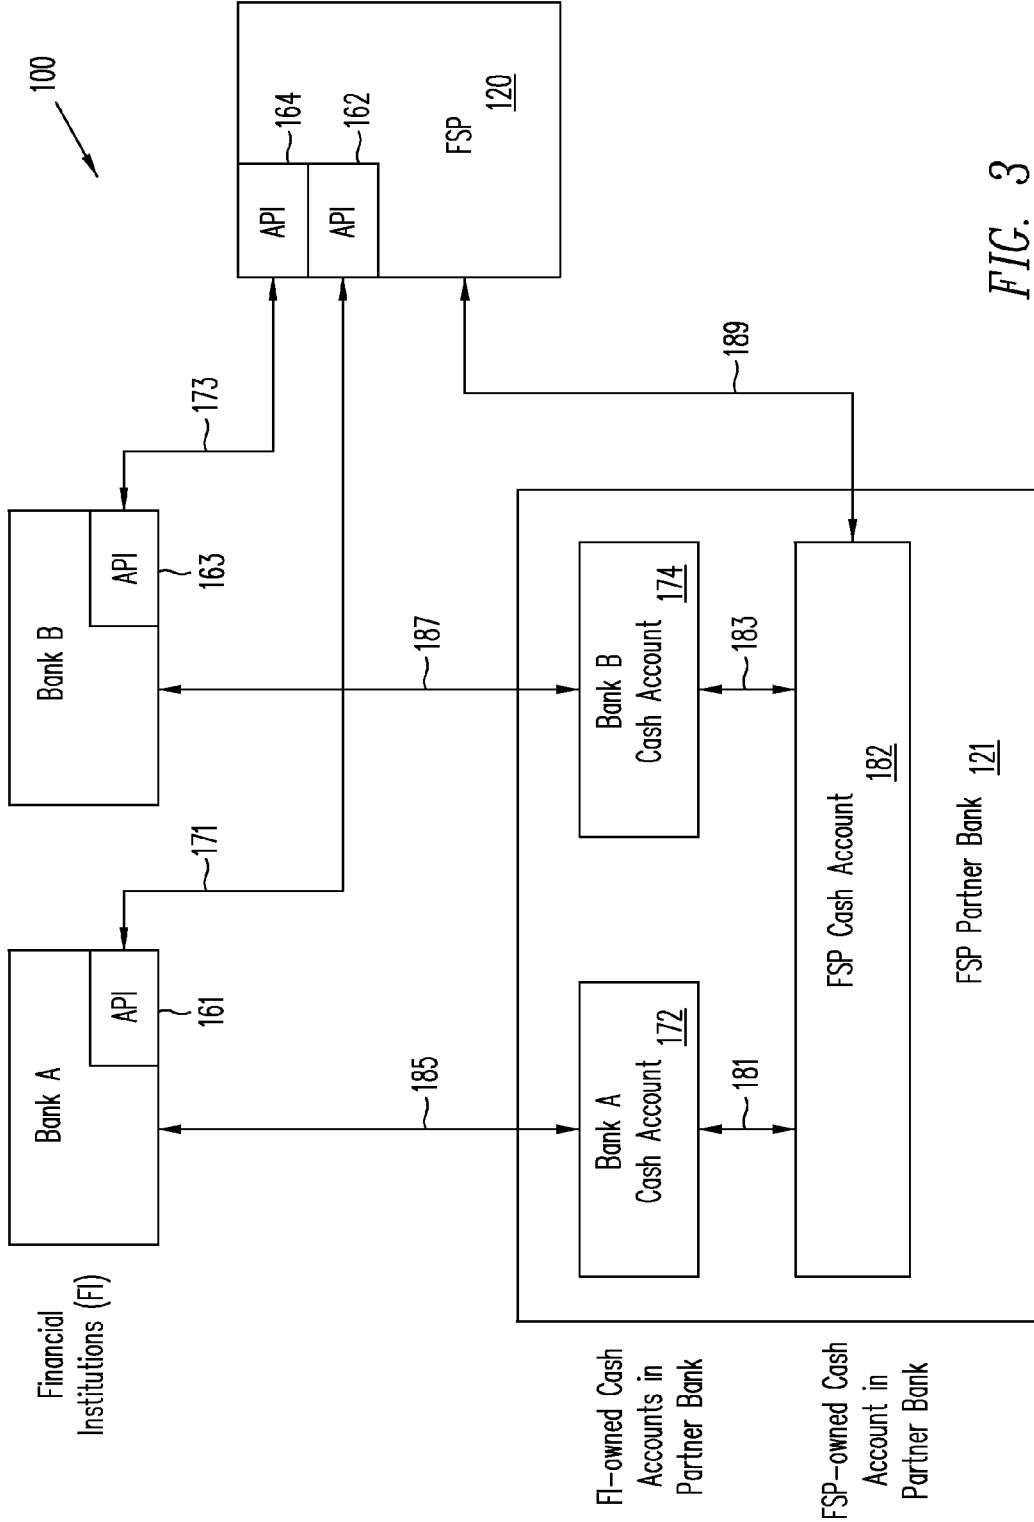 100
Financial
Institutions (FI)
Bank A
API
161
171
Bank B
API
163
173
API
164
API
162
FSP
120
185
187
189
FI-owned Cash
Accounts in
Partner Bank
Bank A
Cash Account
172
Bank B
Cash Account
174
181
183
FSP-owned Cash
Account in
Partner Bank
FSP Cash Account
182
FSP Partner Bank
121
FIG. 3